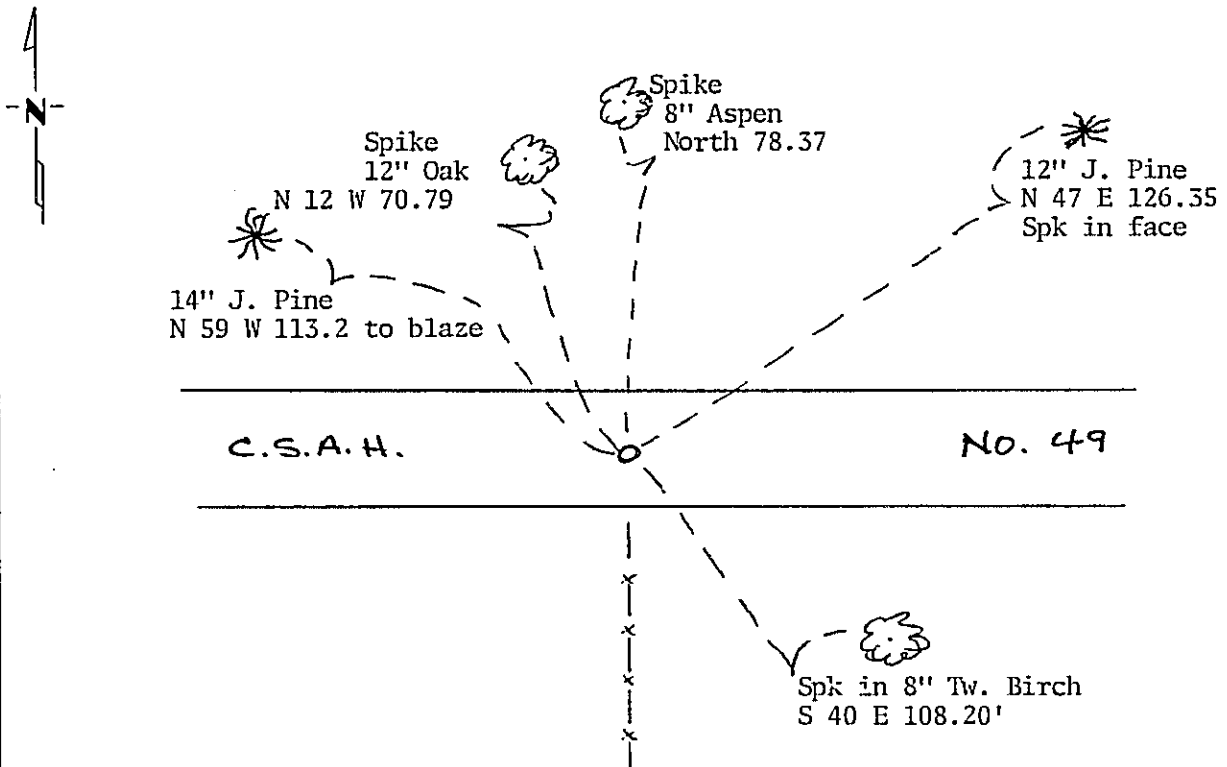 N
Spike
8" Aspen
North 78.37
Spike
12" Oak
N 12 W 70.79
12" J. Pine
N 47 E 126.35
Spk in face
14" J. Pine
N 59 W 113.2 to blaze
C.S.A.H. No. 49
Spk in 8" Tw. Birch
S 40 E 108.20'